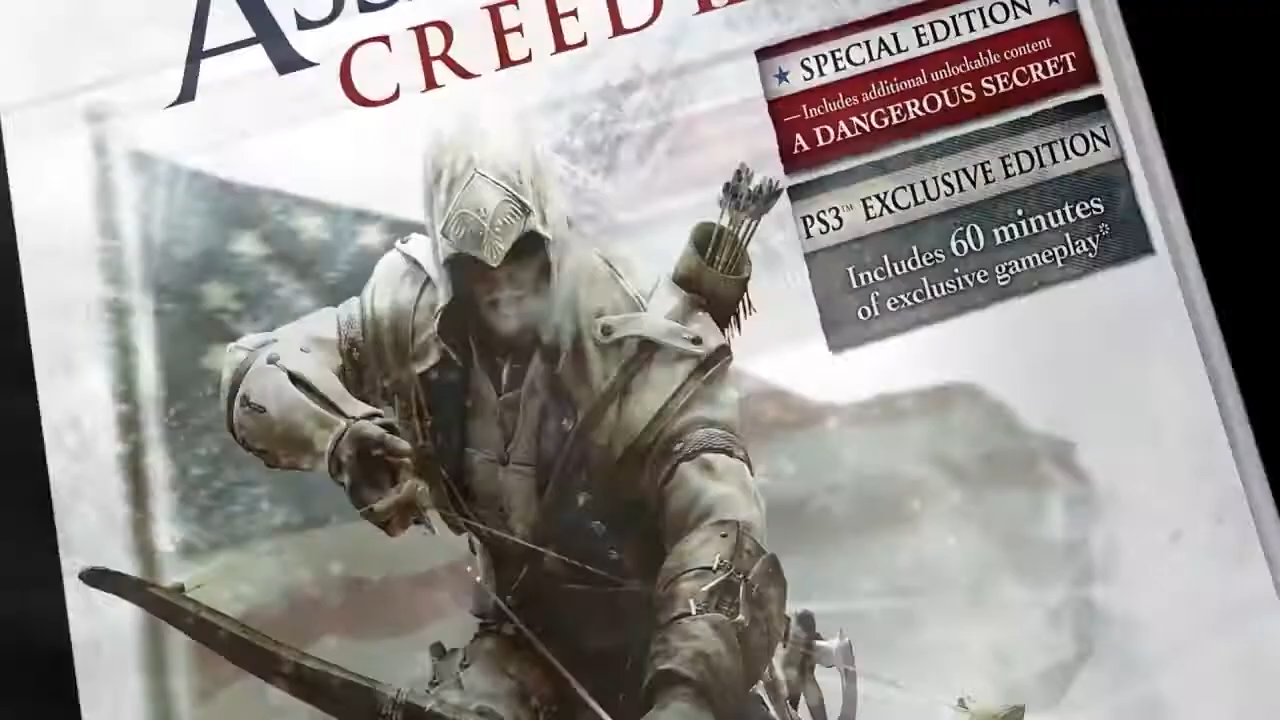 CREED
★ SPECIAL EDITION ★
—Includes additional unlockable content
A DANGEROUS SECRET
PS3™ EXCLUSIVE EDITION
Includes 60 minutes
of exclusive gameplay*